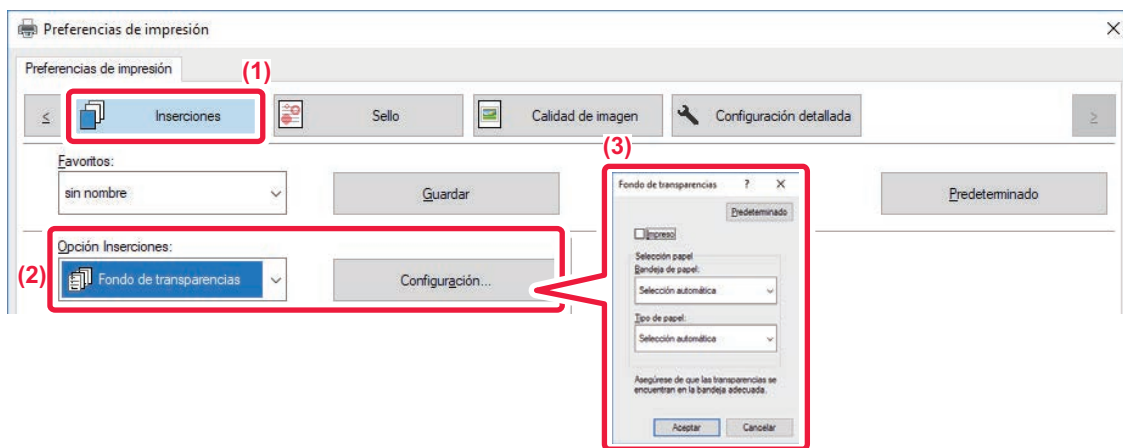 Preferencias de impresión
Preferencias de impresión
(1)
< Inserciones Sello Calidad de imagen Configuración detallada >
(3)
Favoritos:
sin nombre Guardar Predeterminado
(2)
Opción Inserciones:
Fondo de transparencias Configuración...
Fondo de transparencias ? X
Predeterminado
Impreso
Selección papel
Bandeja de papel:
Selección automática
Tipo de papel:
Selección automática
Asegúrese de que las transparencias se
encuentran en la bandeja adecuada.
Aceptar Cancelar